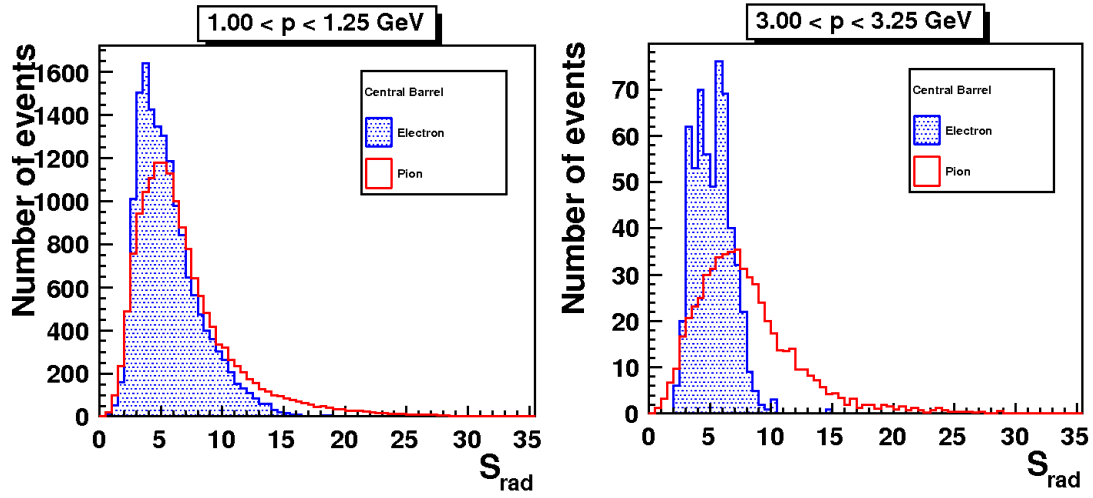 1.00 < p < 1.25 GeV
Number of events
1600
1400
1200
1000
800
600
400
200
0
Central Barrel
Electron
Pion
0 5 10 15 20 25 30 35
S_rad
3.00 < p < 3.25 GeV
Number of events
70
60
50
40
30
20
10
0
Central Barrel
Electron
Pion
0 5 10 15 20 25 30 35
S_rad